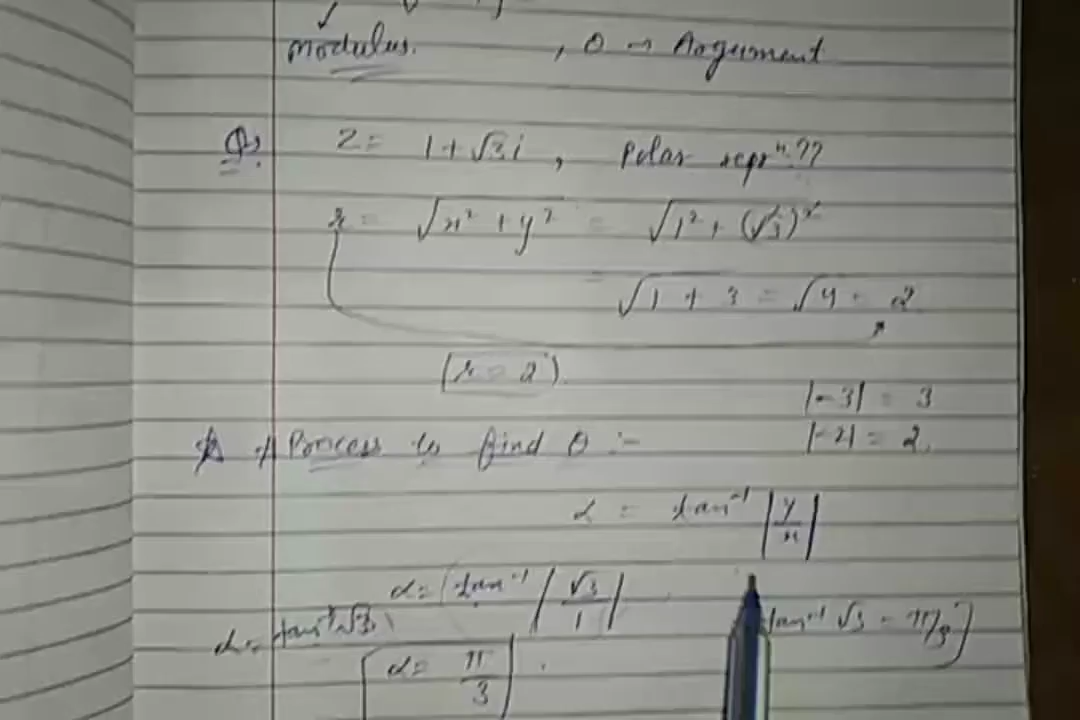 modulus. , θ → Argument
Q: z = 1 + √3i , Polar repr^n ??
r = √x² + y² = √1² + (√3)²
√1 + 3 = √4 = 2
(r = 2)
|-3| = 3
|-2| = 2,
* Process to find θ :-
α = tan⁻¹ |y/x|
α = tan⁻¹ |√3/1|
α = tan⁻¹ √3
tan⁻¹ √3 = π/3]
α = π/3